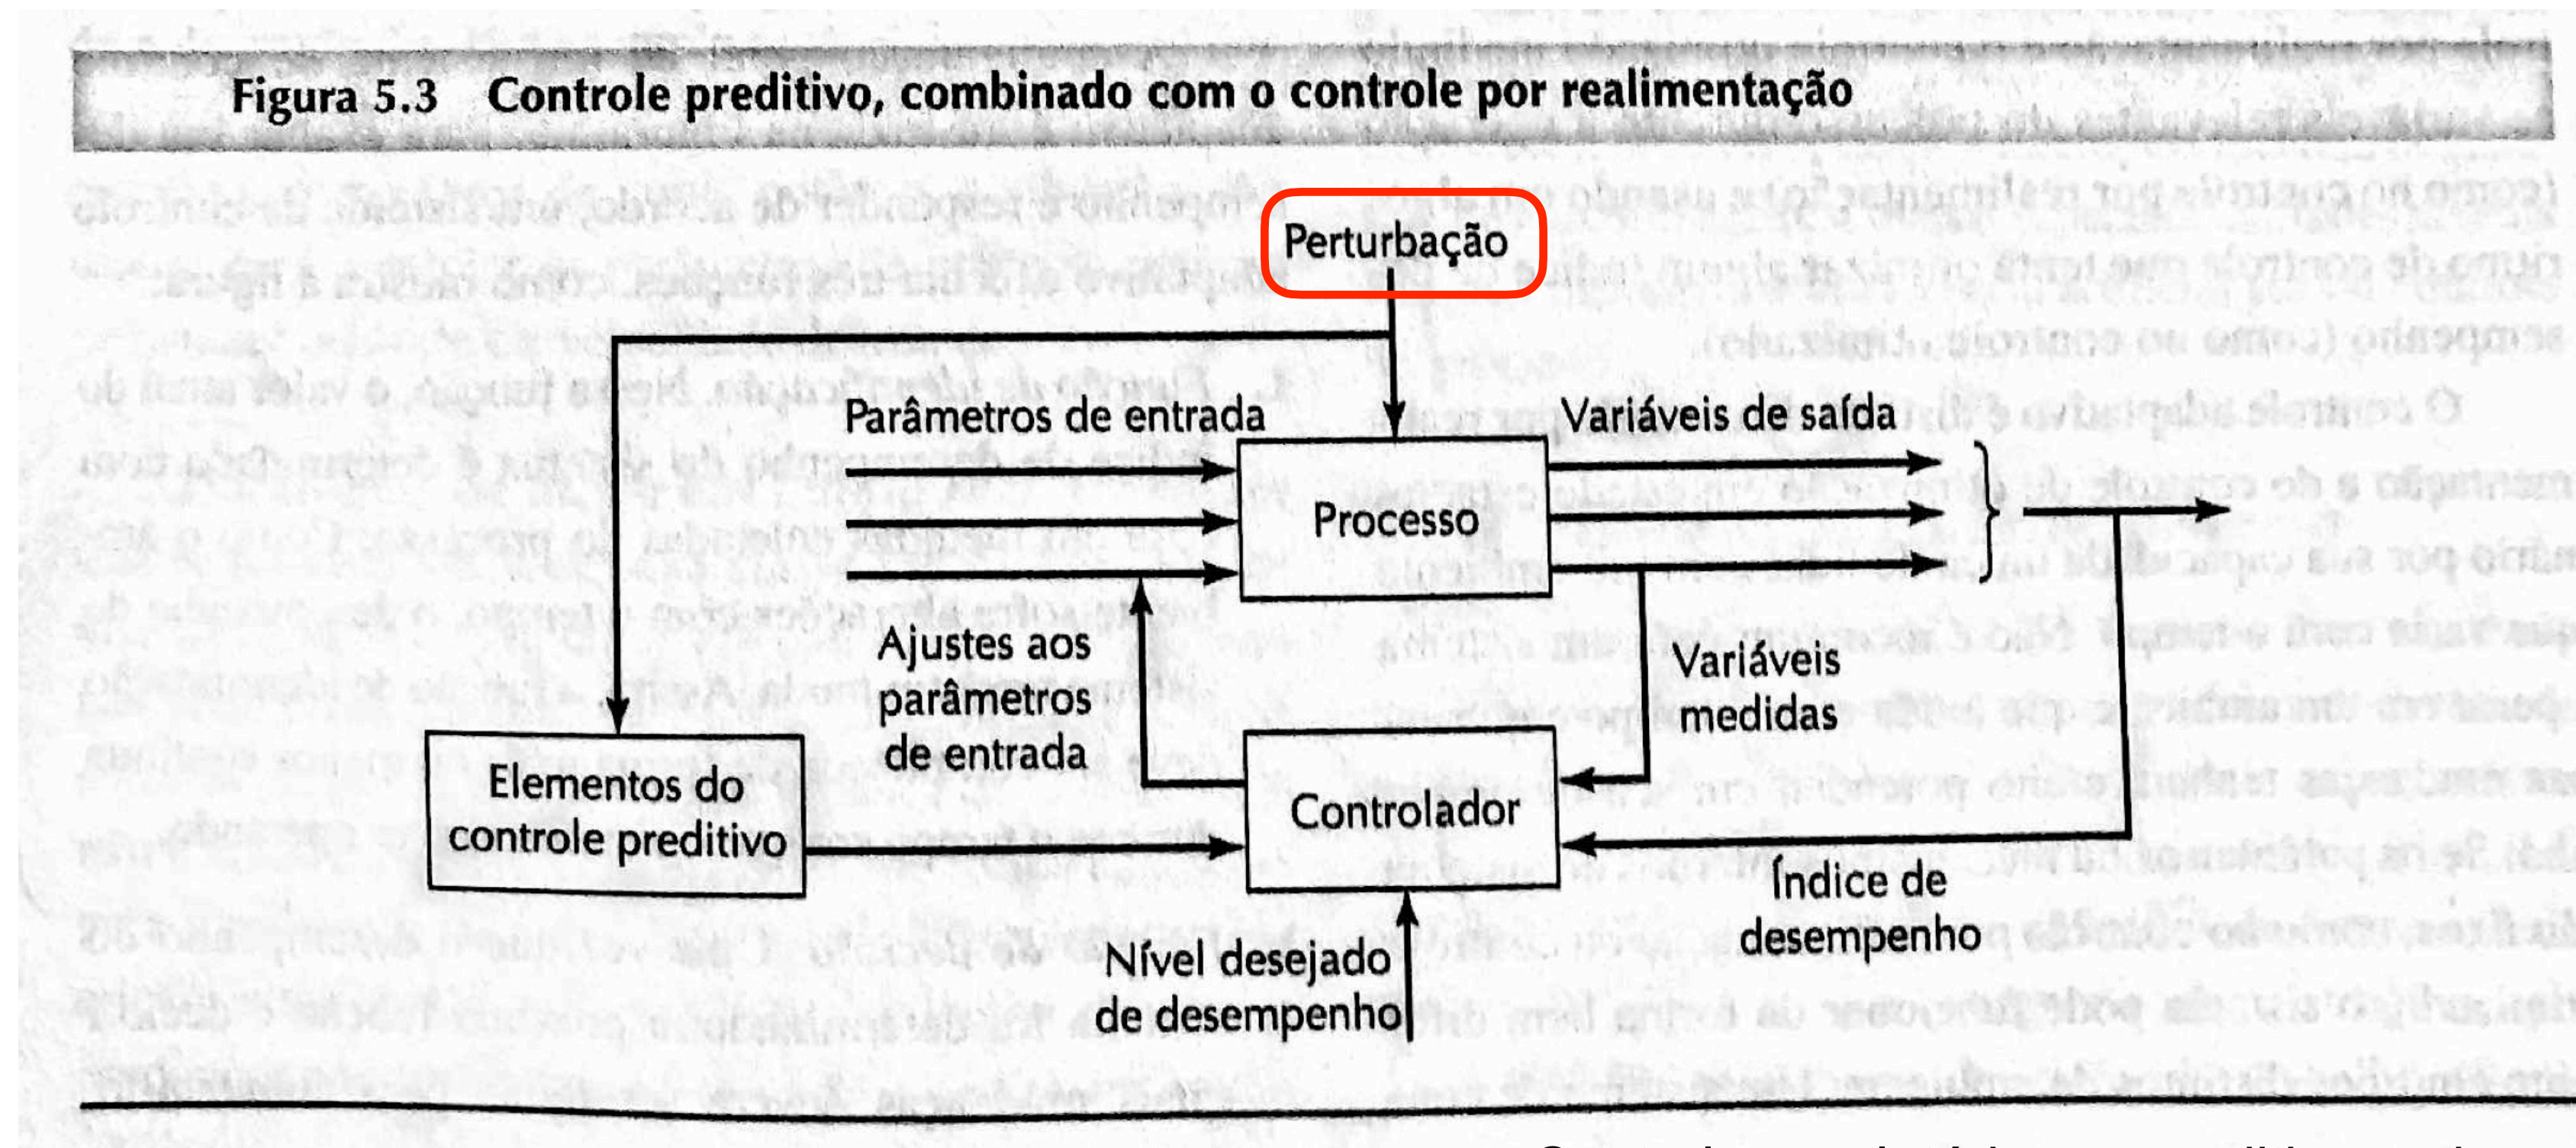 Figura 5.3 Controle preditivo, combinado com o controle por realimentação
Perturbação
Parâmetros de entrada
Variáveis de saída
Processo
Ajustes aos
parâmetros
de entrada
Variáveis
medidas
Elementos do
controle preditivo
Controlador
Índice de
desempenho
Nível desejado
de desempenho